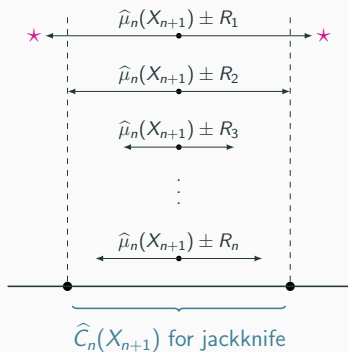 μ̂ₙ(Xₙ₊₁) ± R₁
μ̂ₙ(Xₙ₊₁) ± R₂
μ̂ₙ(Xₙ₊₁) ± R₃
⋮
μ̂ₙ(Xₙ₊₁) ± Rₙ
Ĉₙ(Xₙ₊₁) for jackknife